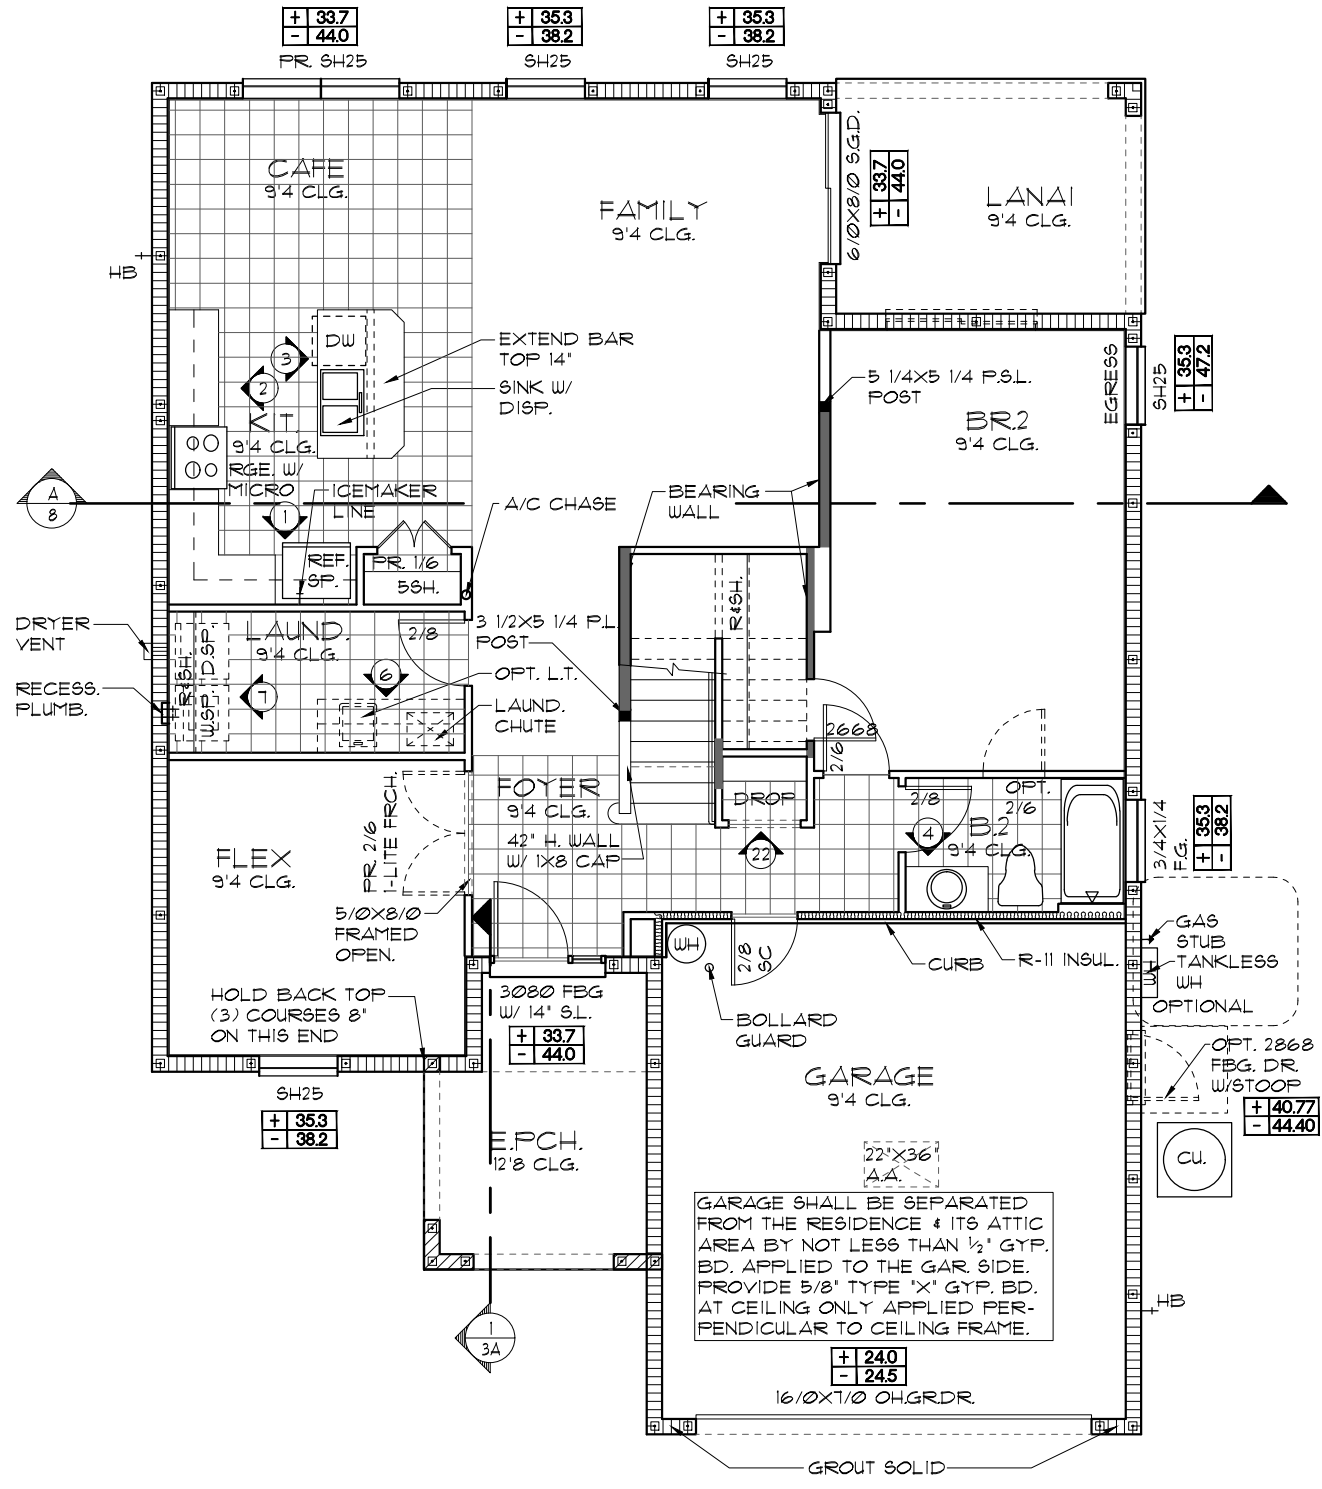 + 33.7
- 44.0
PR. SH25
+ 35.3
- 38.2
SH25
+ 35.3
- 38.2
SH25
CAFE
9'4 CLG.
FAMILY
9'4 CLG.
6/0X8/0 S.G.D.
+ 33.7
- 44.0
LANAI
9'4 CLG.
HB
DW
3
2
KIT.
9'4 CLG.
RGE. W/
MICRO
1
EXTEND BAR
TOP 14"
SINK W/
DISP.
5 1/4X5 1/4 P.S.L.
POST
EGRESS
SH25
+ 35.3
- 47.2
BR.2
9'4 CLG.
A
8
ICEMAKER
LINE
A/C CHASE
BEARING
WALL
REF.
SP.
PR. 1/6
5SH.
R&SH.
DRYER
VENT
RECESS.
PLUMB.
LAUND.
9'4 CLG.
2/8
R&SH.
D.SP.
W.SP.
7
6
3 1/2X5 1/4 P.L.
POST
OPT. L.T.
LAUND.
CHUTE
2668
2/6
FOYER
9'4 CLG.
42" H. WALL
W/ 1X8 CAP
DROP
22
2/8
4
OPT.
2/6
B.2
9'4 CLG.
3/4X1/4
F.G.
+ 35.3
- 38.2
FLEX
9'4 CLG.
PR. 2/6
1-LITE FRCH.
5/0X8/0
FRAMED
OPEN.
WH
2/8
SC
CURB
R-11 INSUL.
GAS
STUB
TANKLESS
WH
OPTIONAL
WH
HOLD BACK TOP
(3) COURSES 8"
ON THIS END
3080 FBG
W/ 14" S.L.
+ 33.7
- 44.0
BOLLARD
GUARD
OPT. 2868
FBG. DR.
W/STOOP
+ 40.77
- 44.40
SH25
+ 35.3
- 38.2
GARAGE
9'4 CLG.
E.PCH.
12'8 CLG.
22"X36"
A.A.
CU.
GARAGE SHALL BE SEPARATED
FROM THE RESIDENCE & ITS ATTIC
AREA BY NOT LESS THAN ½" GYP.
BD. APPLIED TO THE GAR. SIDE.
PROVIDE 5/8" TYPE "X" GYP. BD.
AT CEILING ONLY APPLIED PER-
PENDICULAR TO CEILING FRAME.
HB
1
3A
+ 24.0
- 24.5
16/0X7/0 OH.GR.DR.
GROUT SOLID